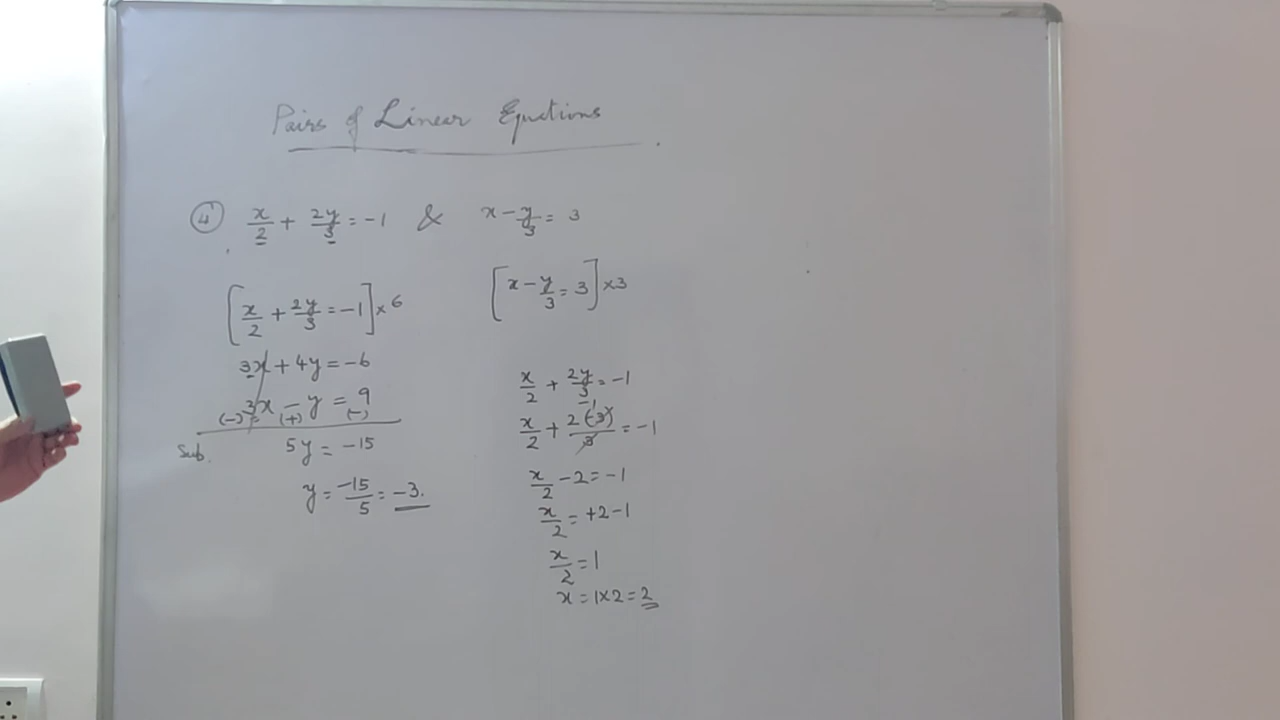 Pairs of Linear Equations
④ x/2 + 2y/3 = -1 & x - y/3 = 3
[x/2 + 2y/3 = -1] × 6
3x + 4y = -6
3x - y = 9
(-) (+) (-)
Sub. 5y = -15
y = -15/5 = -3.
[x - y/3 = 3] × 3
x/2 + 2y/3 = -1
x/2 + 2(-3)/3 = -1
-1
x/2 - 2 = -1
x/2 = +2-1
x/2 = 1
x = 1×2 = 2